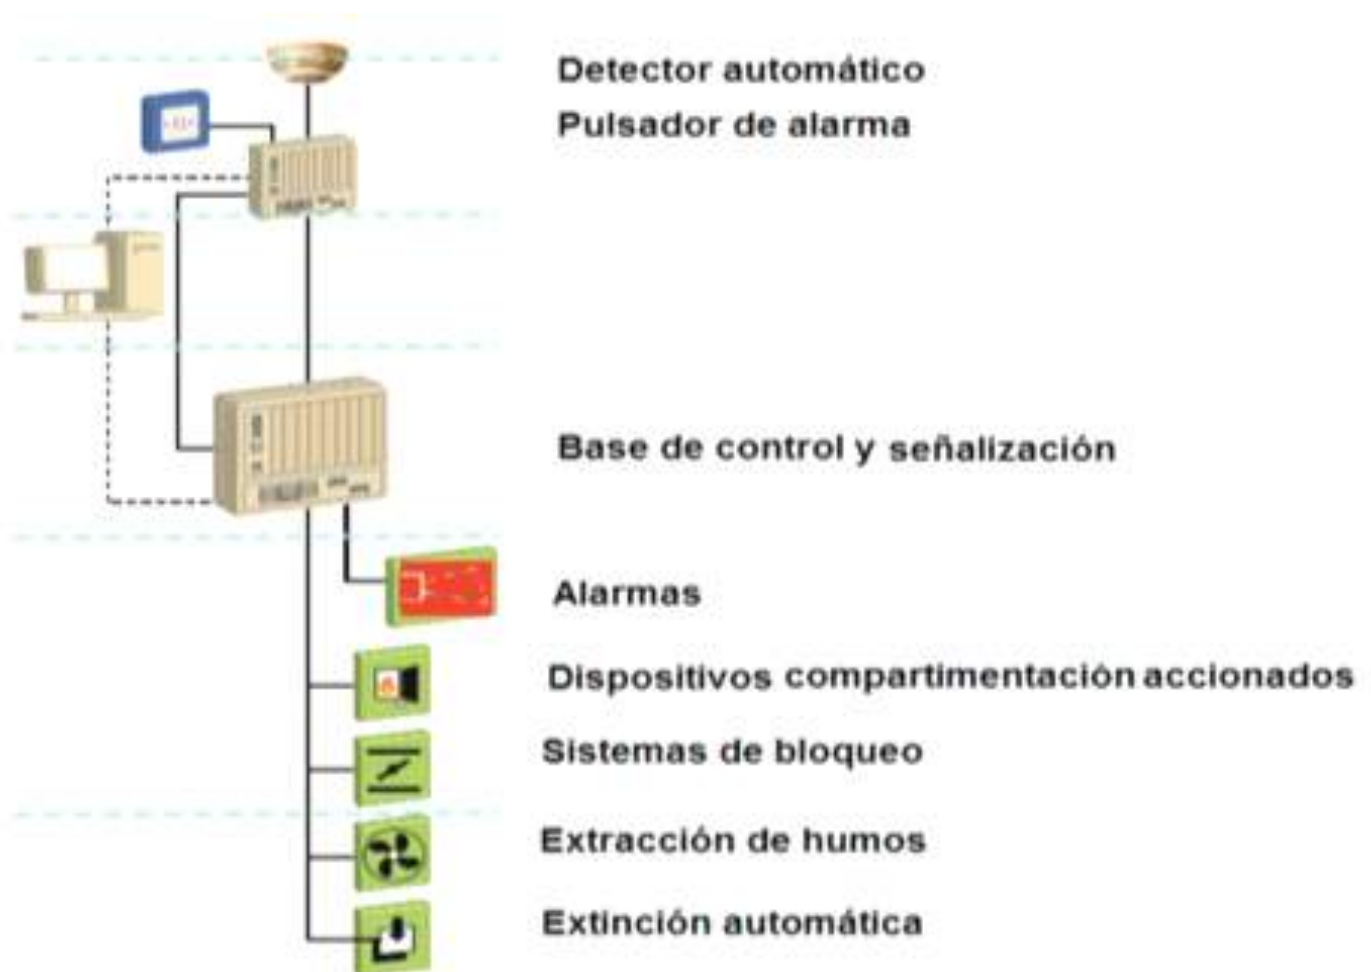 Detector automático
Pulsador de alarma
Base de control y señalización
Alarmas
Dispositivos compartimentación accionados
Sistemas de bloqueo
Extracción de humos
Extinción automática